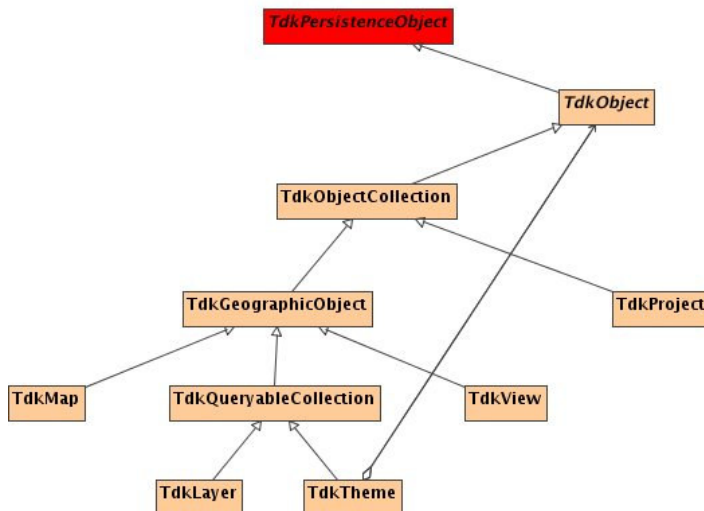 TdkPersistenceObject
TdkObject
TdkObjectCollection
TdkGeographicObject
TdkProject
TdkMap
TdkQueryableCollection
TdkView
TdkLayer
TdkTheme